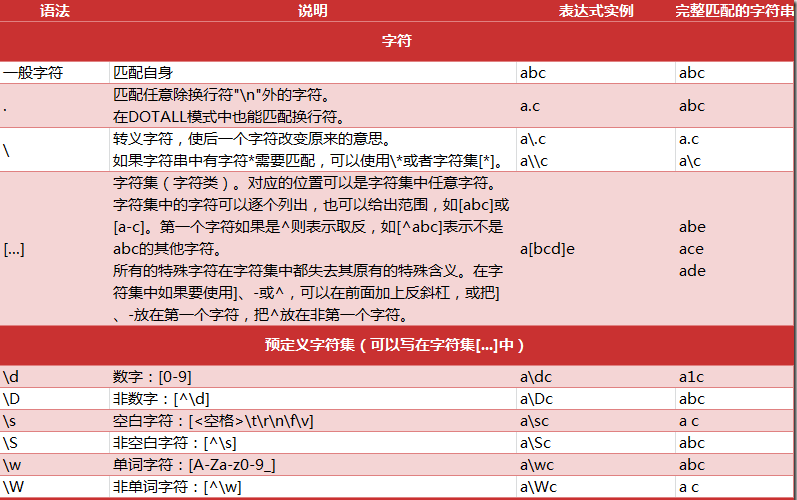 语法 说明 表达式实例 完整匹配的字符串
字符
一般字符 匹配自身 abc abc
. 匹配任意除换行符"\n"外的字符。
在DOTALL模式中也能匹配换行符。 a.c abc
\ 转义字符，使后一个字符改变原来的意思。
如果字符串中有字符*需要匹配，可以使用\*或者字符集[*]。 a\.c
a\\c a.c
a\c
[...] 字符集（字符类）。对应的位置可以是字符集中任意字符。
字符集中的字符可以逐个列出，也可以给出范围，如[abc]或
[a-c]。第一个字符如果是^则表示取反，如[^abc]表示不是
abc的其他字符。
所有的特殊字符在字符集中都失去其原有的特殊含义。在字
符集中如果要使用]、-或^，可以在前面加上反斜杠，或把]
、-放在第一个字符，把^放在非第一个字符。 a[bcd]e abe
ace
ade
预定义字符集（可以写在字符集[...]中）
\d 数字：[0-9] a\dc a1c
\D 非数字：[^\d] a\Dc abc
\s 空白字符：[<空格>\t\r\n\f\v] a\sc a c
\S 非空白字符：[^\s] a\Sc abc
\w 单词字符：[A-Za-z0-9_] a\wc abc
\W 非单词字符：[^\w] a\Wc a c